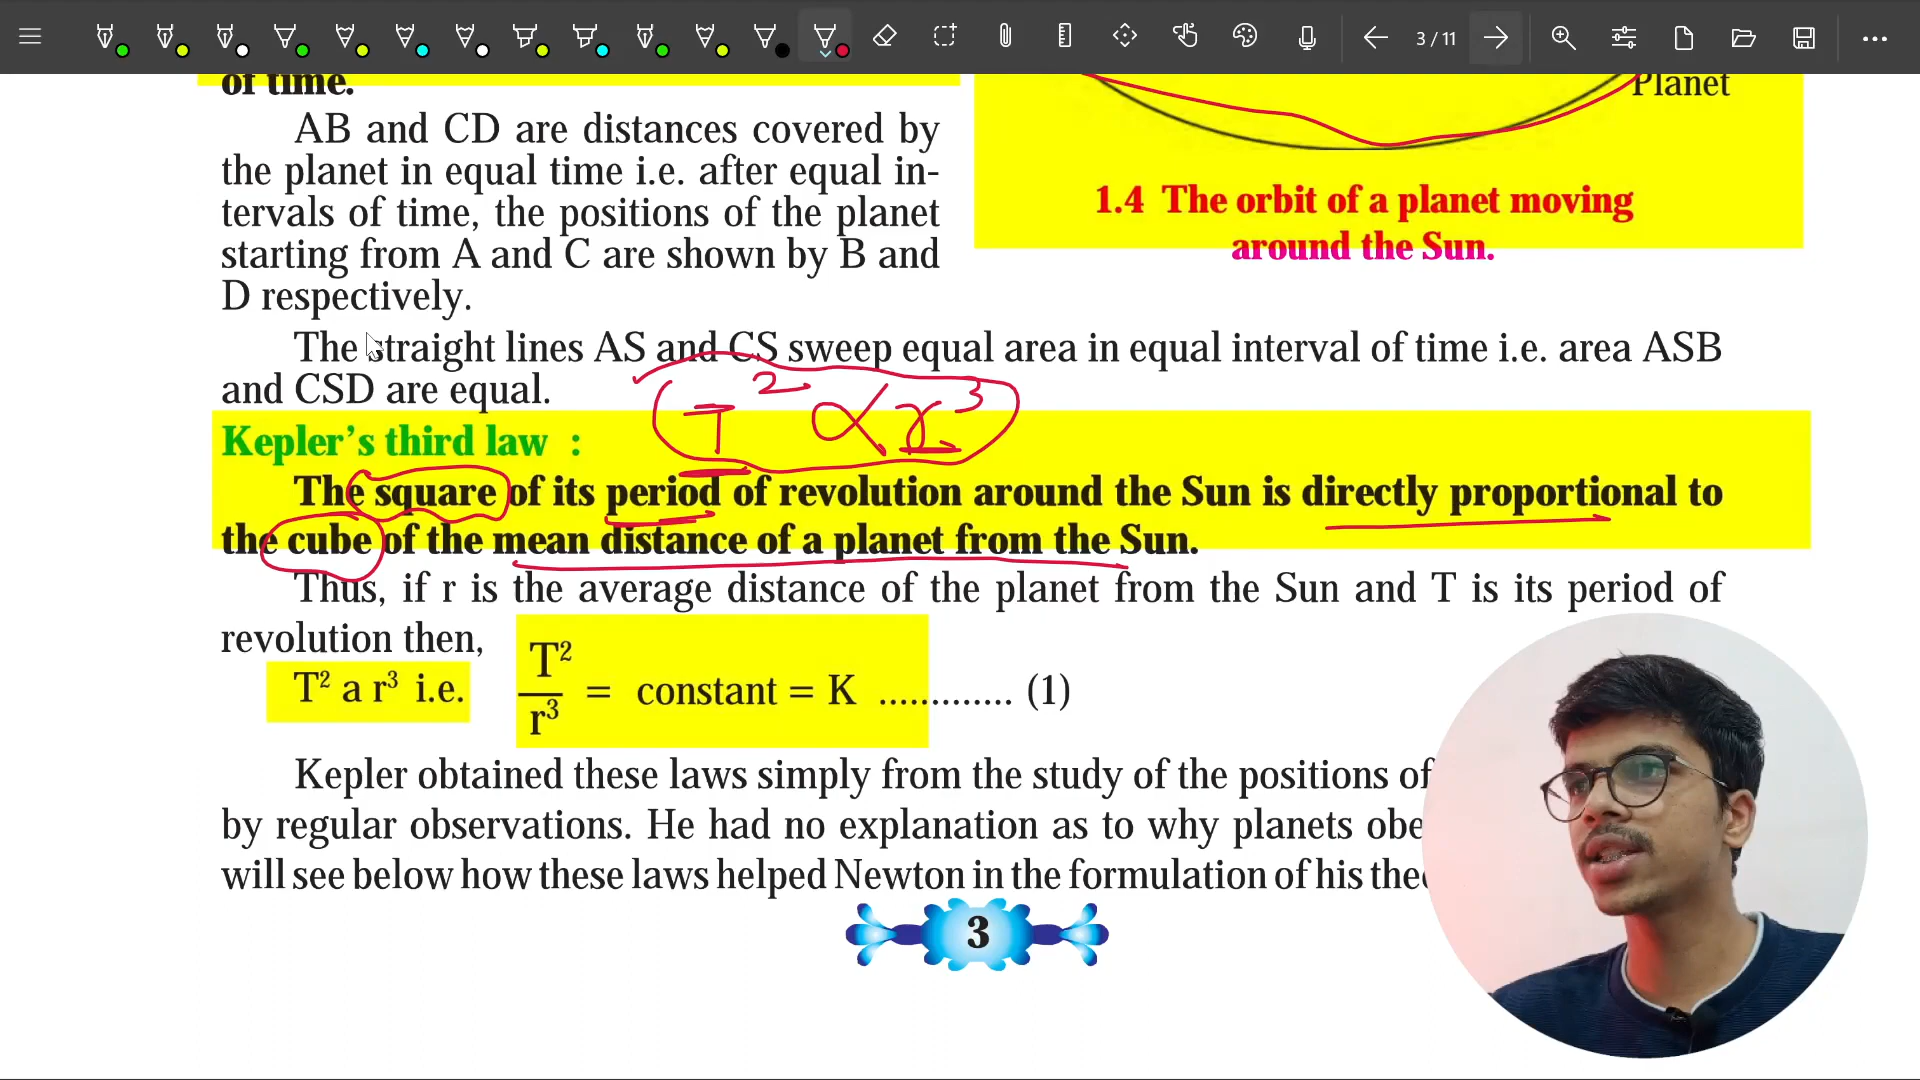 3 / 11
of time.
AB and CD are distances covered by
the planet in equal time i.e. after equal in-
tervals of time, the positions of the planet
starting from A and C are shown by B and
D respectively.
Planet
1.4 The orbit of a planet moving
around the Sun.
The straight lines AS and CS sweep equal area in equal interval of time i.e. area ASB
and CSD are equal.
T² ∝ r³
Kepler's third law :
The square of its period of revolution around the Sun is directly proportional to
the cube of the mean distance of a planet from the Sun.
Thus, if r is the average distance of the planet from the Sun and T is its period of
revolution then,
T² a r³ i.e. T²/r³ = constant = K ............. (1)
Kepler obtained these laws simply from the study of the positions of
by regular observations. He had no explanation as to why planets obe
will see below how these laws helped Newton in the formulation of his theo
3